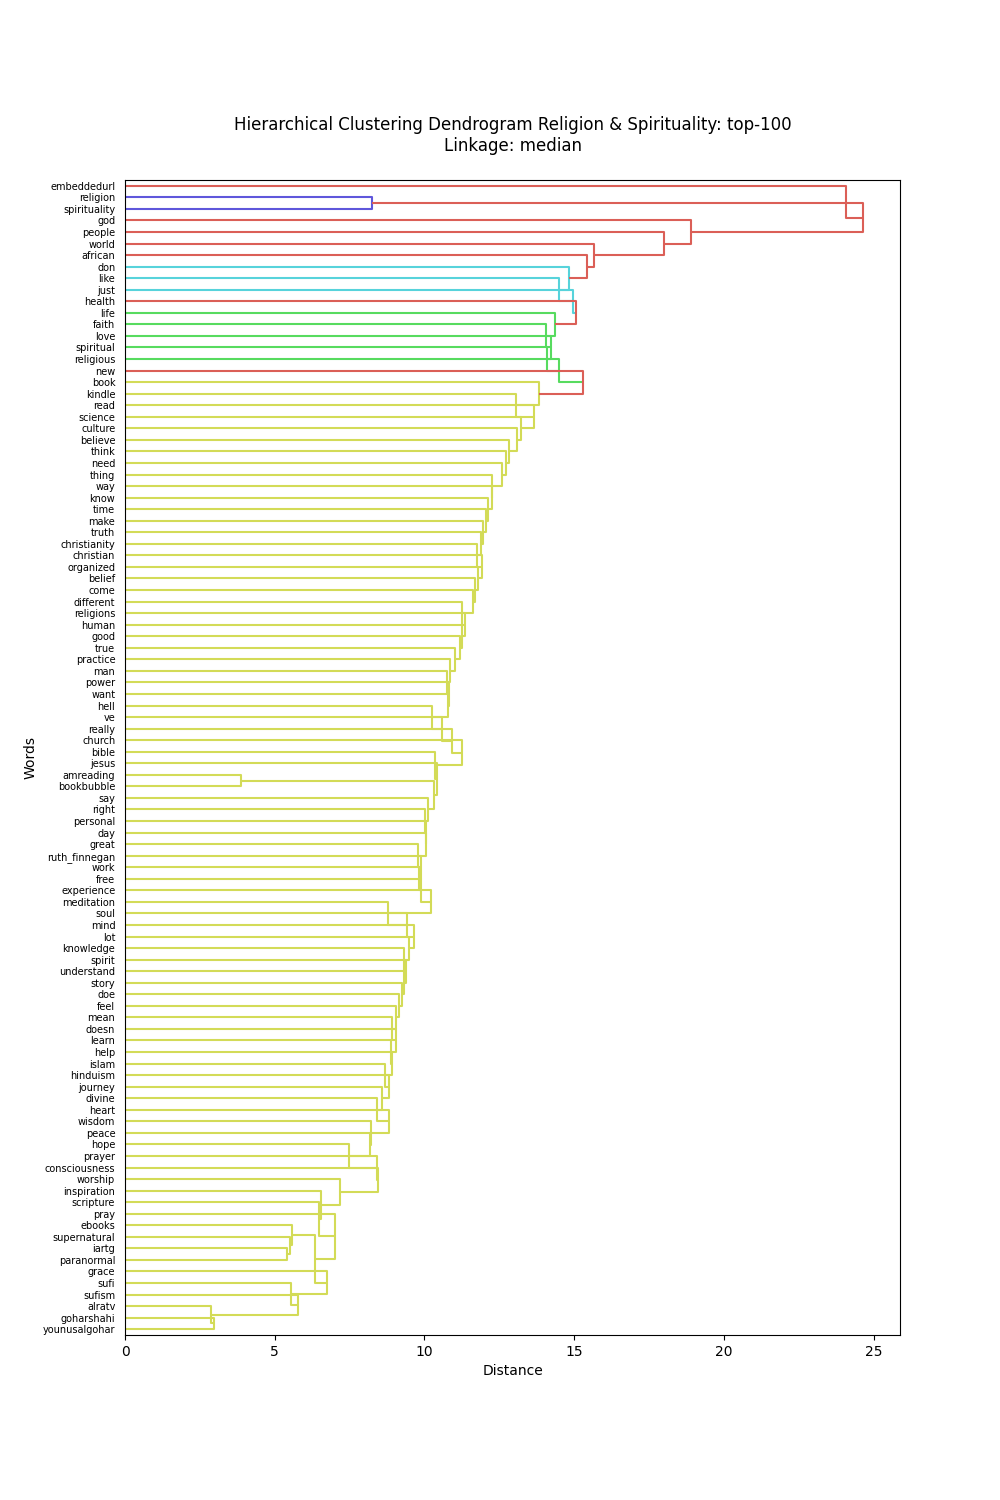 Hierarchical Clustering Dendrogram Religion & Spirituality: top-100
Linkage: median
embeddedurl
religion
spirituality
god
people
world
african
don
like
just
health
life
faith
love
spiritual
religious
new
book
kindle
read
science
culture
believe
think
need
thing
way
know
time
make
truth
christianity
christian
organized
belief
come
different
religions
human
good
true
practice
man
power
want
hell
ve
really
church
bible
jesus
amreading
bookbubble
say
right
personal
day
great
ruth_finnegan
work
free
experience
meditation
soul
mind
lot
knowledge
spirit
understand
story
doe
feel
mean
doesn
learn
help
islam
hinduism
journey
divine
heart
wisdom
peace
hope
prayer
consciousness
worship
inspiration
scripture
pray
ebooks
supernatural
iartg
paranormal
grace
sufi
sufism
alratv
goharshahi
younusalgohar
Words
0 5 10 15 20 25
Distance